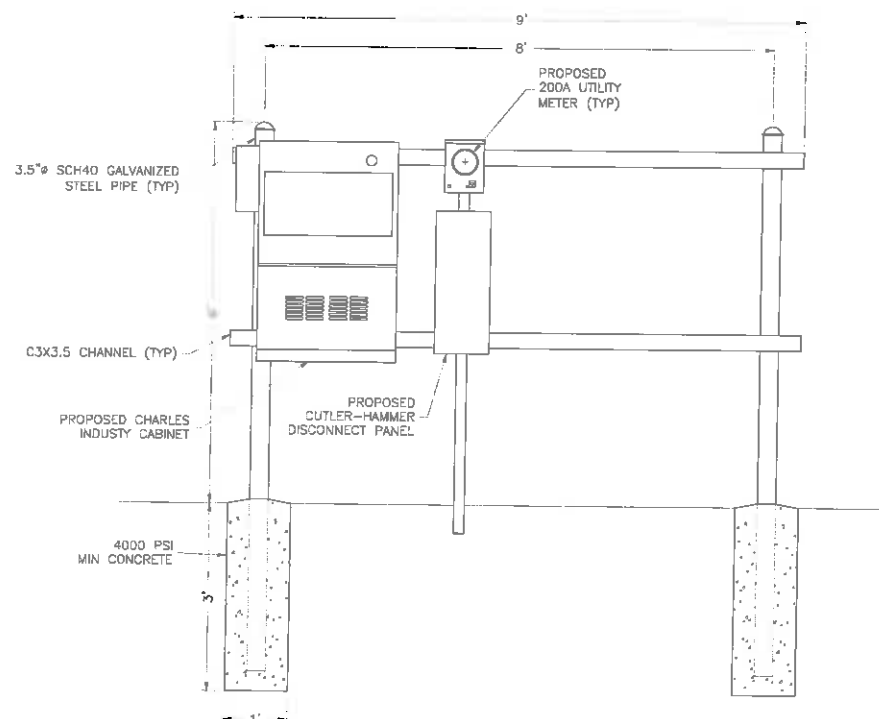 9'
8'
PROPOSED
200A UTILITY
METER (TYP)
3.5"ø SCH40 GALVANIZED
STEEL PIPE (TYP)
C3X3.5 CHANNEL (TYP)
PROPOSED CHARLES
INDUSTY CABINET
PROPOSED
CUTLER-HAMMER
DISCONNECT PANEL
4000 PSI
MIN CONCRETE
3'
1'